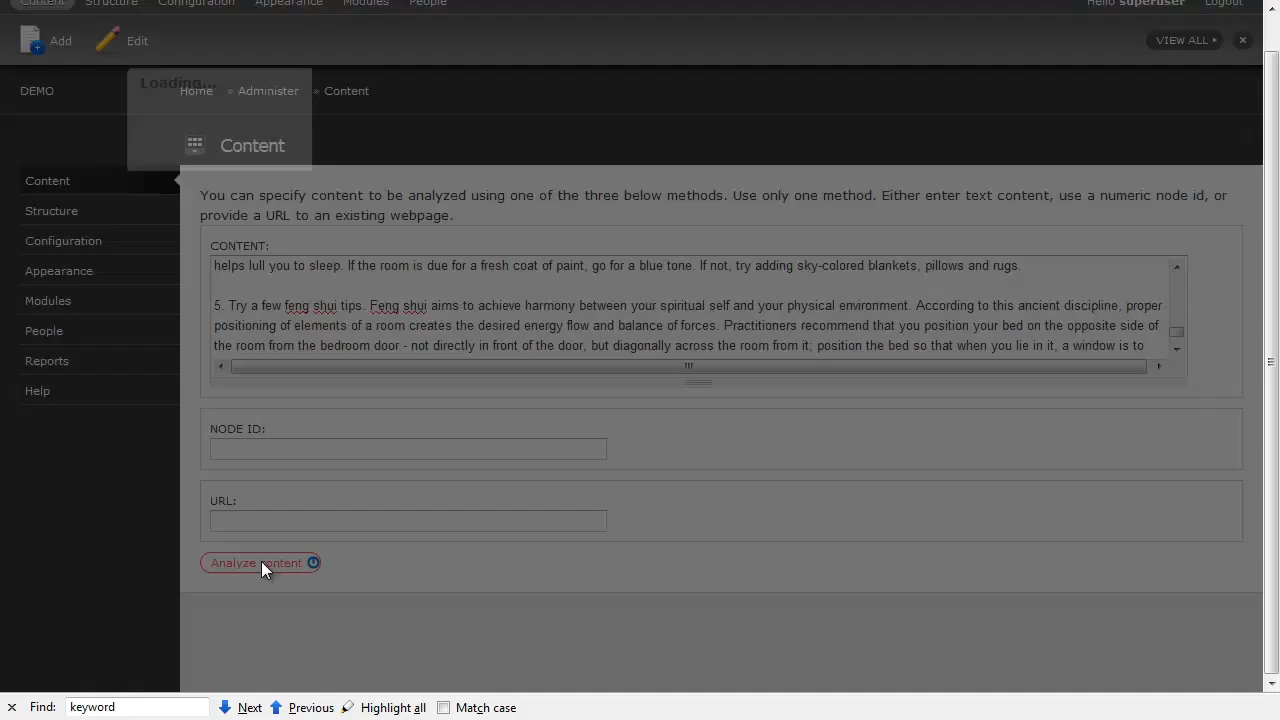 Content Structure Configuration Appearance Modules People Hello superuser Logout
Add Edit VIEW ALL
Loading...
DEMO Home » Administer » Content
Content
Content
Structure
Configuration
Appearance
Modules
People
Reports
Help
You can specify content to be analyzed using one of the three below methods. Use only one method. Either enter text content, use a numeric node id, or
provide a URL to an existing webpage.
CONTENT:
helps lull you to sleep. If the room is due for a fresh coat of paint, go for a blue tone. If not, try adding sky-colored blankets, pillows and rugs.
5. Try a few feng shui tips. Feng shui aims to achieve harmony between your spiritual self and your physical environment. According to this ancient discipline, proper
positioning of elements of a room creates the desired energy flow and balance of forces. Practitioners recommend that you position your bed on the opposite side of
the room from the bedroom door - not directly in front of the door, but diagonally across the room from it; position the bed so that when you lie in it, a window is to
NODE ID:
URL:
Analyze content
Find: keyword Next Previous Highlight all Match case